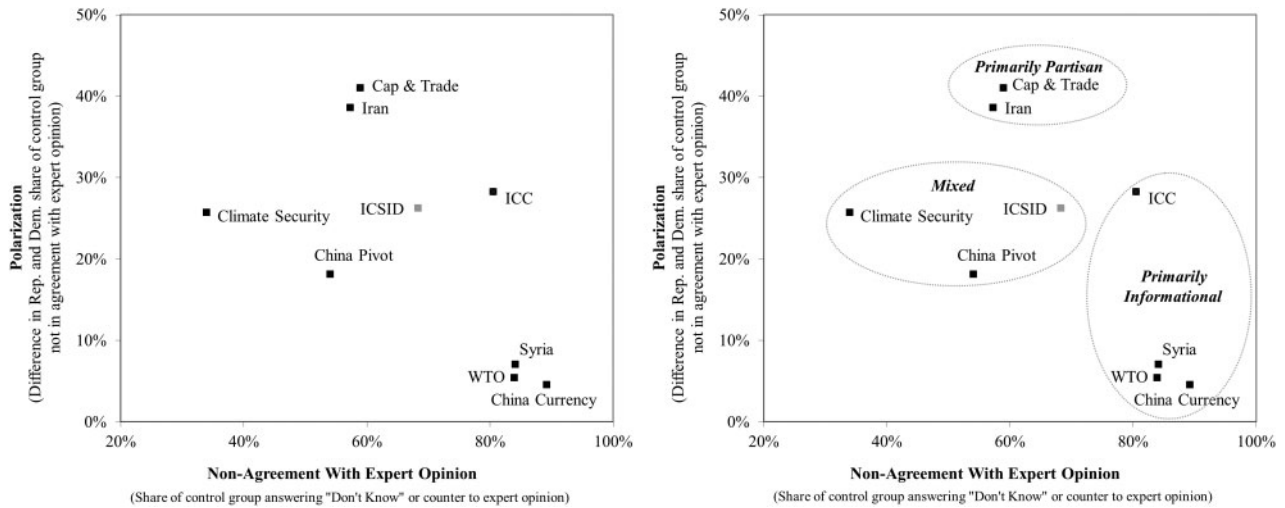 50%
40%
30%
20%
10%
0%
Polarization
(Difference in Rep. and Dem. share of control group
not in agreement with expert opinion)
Cap & Trade
Iran
ICC
ICSID
Climate Security
China Pivot
Syria
WTO
China Currency
20%
40%
60%
80%
100%
Non-Agreement With Expert Opinion
(Share of control group answering "Don't Know" or counter to expert opinion)
50%
40%
30%
20%
10%
0%
Polarization
(Difference in Rep. and Dem. share of control group
not in agreement with expert opinion)
Primarily Partisan
Cap & Trade
Iran
Mixed
ICC
ICSID
Climate Security
China Pivot
Primarily
Informational
Syria
WTO
China Currency
20%
40%
60%
80%
100%
Non-Agreement With Expert Opinion
(Share of control group answering "Don't Know" or counter to expert opinion)